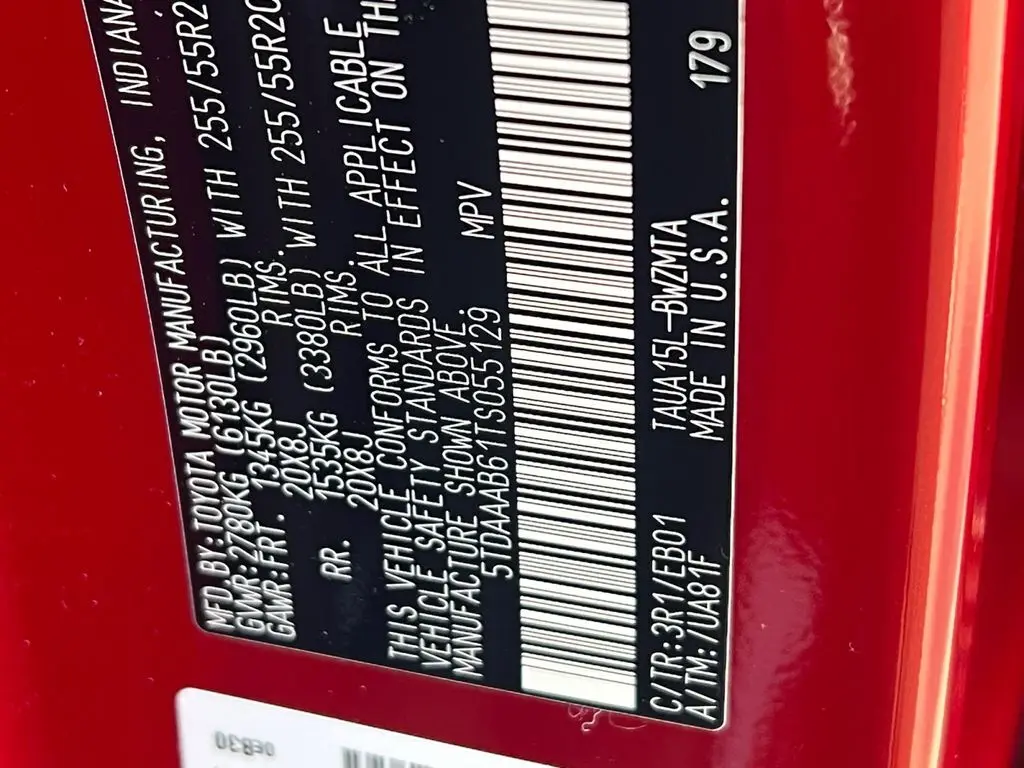 MFD BY:TOYOTA MOTOR MANUFACTURING, INDIANA
GVWR:2780KG (6130LB)
GAWR:FRT. 1345KG (2960LB) WITH 255/55R2
20X8J RIMS.
RR. 1535KG (3380LB) WITH 255/55R20
20X8J RIMS.
THIS VEHICLE CONFORMS TO ALL APPLICABLE
VEHICLE SAFETY STANDARDS IN EFFECT ON TH
MANUFACTURE SHOWN ABOVE.
5TDAAAB61TS055129 MPV
C/TR:3R1/EB01 TAUA15L-BWZMTA 179
A/TM:/UA81F MADE IN U.S.A.
0EB30